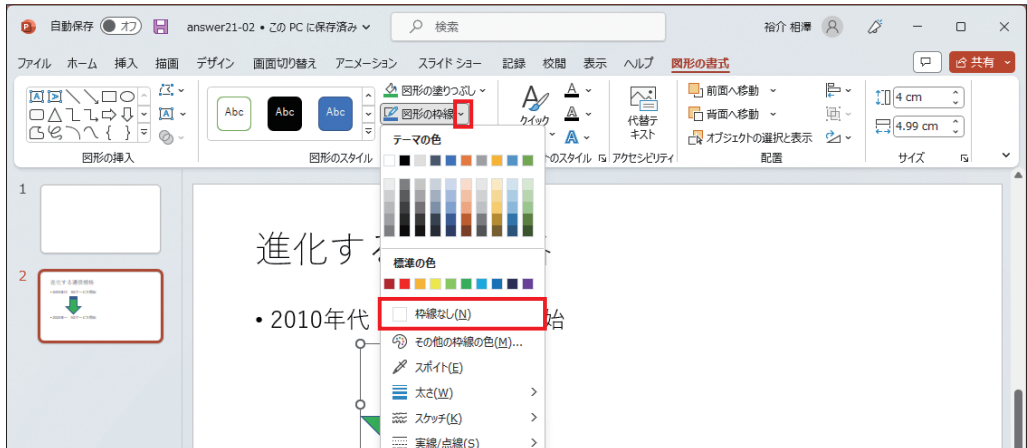 自動保存 オフ answer21-02 • この PC に保存済み 検索 裕介 相澤
ファイル ホーム 挿入 描画 デザイン 画面切り替え アニメーション スライド ショー 記録 校閲 表示 ヘルプ 図形の書式 共有
Abc Abc Abc
図形の塗りつぶし
図形の枠線
クイック
代替テ
キスト
前面へ移動
背面へ移動
オブジェクトの選択と表示
4 cm
4.99 cm
図形の挿入 図形のスタイル のスタイル アクセシビリティ 配置 サイズ
テーマの色
標準の色
枠線なし(N)
その他の枠線の色(M)...
スポイト(E)
太さ(W)
スケッチ(K)
実線/点線(S)
1
2
進化する
• 2010年代
始